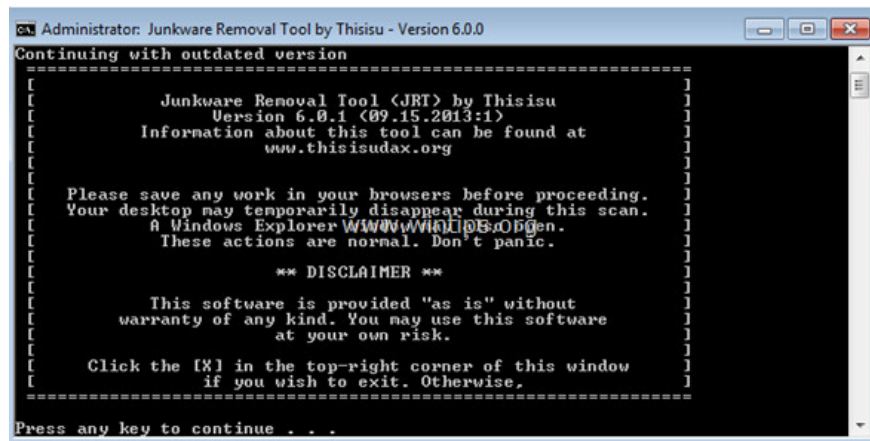 Administrator: Junkware Removal Tool by Thisisu - Version 6.0.0
Continuing with outdated version
Junkware Removal Tool (JRT) by Thisisu
Version 6.0.1 (09.15.2013:1)
Information about this tool can be found at
www.thisisudax.org
Please save any work in your browsers before proceeding.
Your desktop may temporarily disappear during this scan.
A Windows Explorer open.
www.wintips.org
These actions are normal. Don't panic.
** DISCLAIMER **
This software is provided "as is" without
warranty of any kind. You may use this software
at your own risk.
Click the [X] in the top-right corner of this window
if you wish to exit. Otherwise,
Press any key to continue . . .